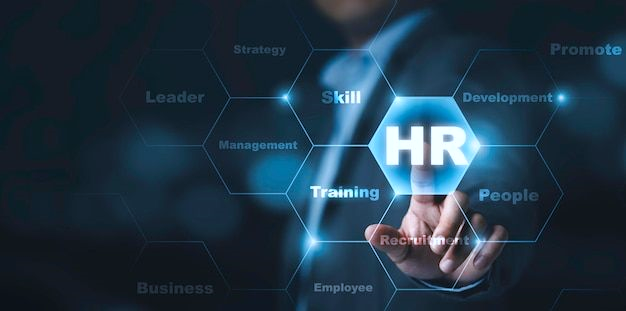 Strategy
Promote
Leader
Skill
Development
Management
HR
Training
People
Recruitment
Business
Employee